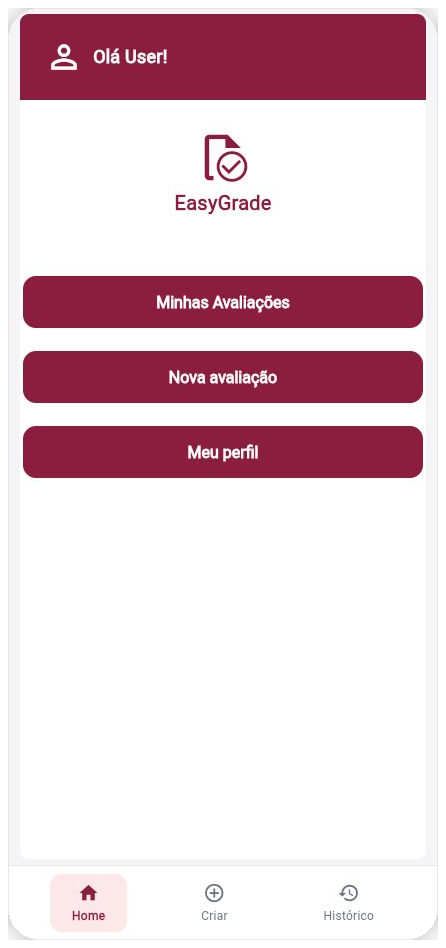 Olá User!
EasyGrade
Minhas Avaliações
Nova avaliação
Meu perfil
Home
Criar
Histórico